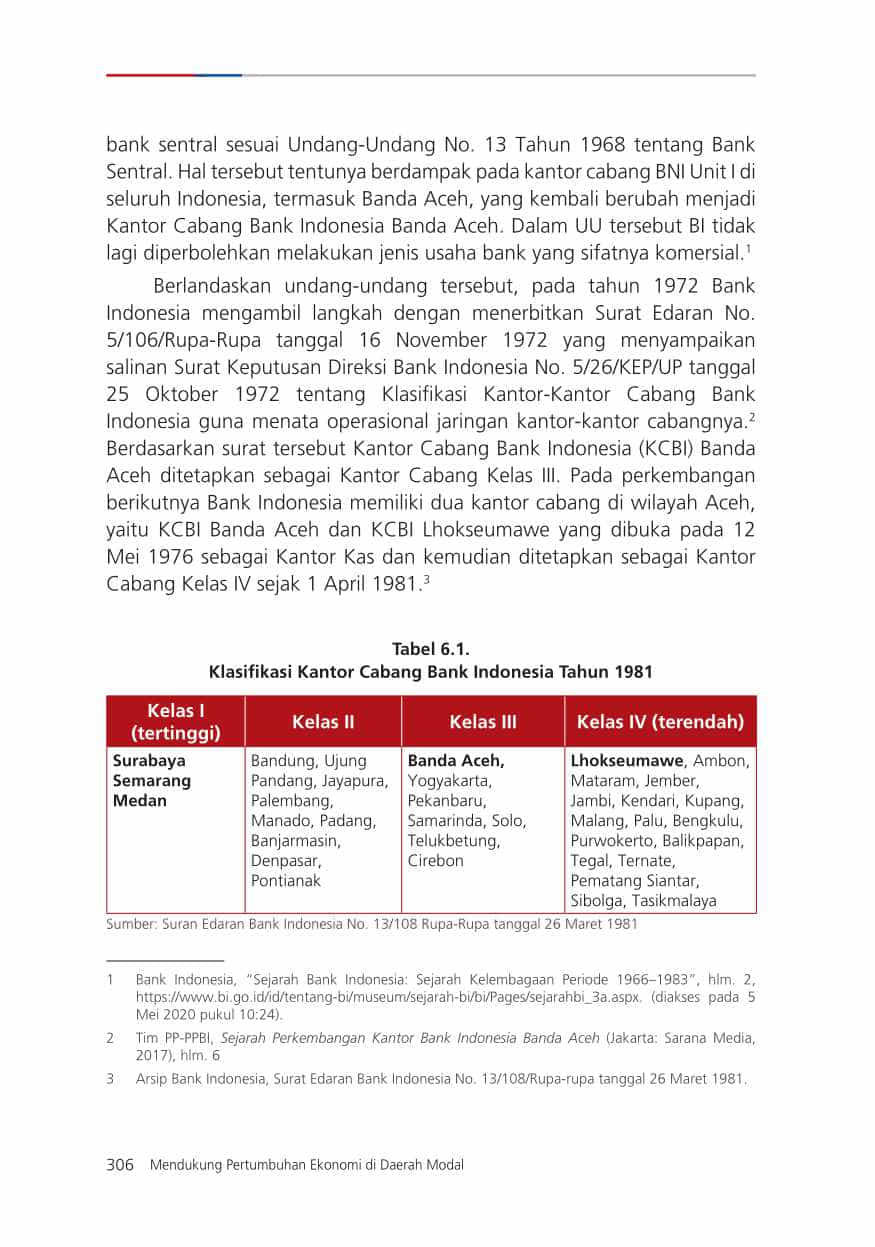 bank sentral sesuai Undang-Undang No. 13 Tahun 1968 tentang Bank
Sentral. Hal tersebut tentunya berdampak pada kantor cabang BNI Unit I di
seluruh Indonesia, termasuk Banda Aceh, yang kembali berubah menjadi
Kantor Cabang Bank Indonesia Banda Aceh. Dalam UU tersebut BI tidak
lagi diperbolehkan melakukan jenis usaha bank yang sifatnya komersial.¹
Berlandaskan undang-undang tersebut, pada tahun 1972 Bank
Indonesia mengambil langkah dengan menerbitkan Surat Edaran No.
5/106/Rupa-Rupa tanggal 16 November 1972 yang menyampaikan
salinan Surat Keputusan Direksi Bank Indonesia No. 5/26/KEP/UP tanggal
25 Oktober 1972 tentang Klasifikasi Kantor-Kantor Cabang Bank
Indonesia guna menata operasional jaringan kantor-kantor cabangnya.²
Berdasarkan surat tersebut Kantor Cabang Bank Indonesia (KCBI) Banda
Aceh ditetapkan sebagai Kantor Cabang Kelas III. Pada perkembangan
berikutnya Bank Indonesia memiliki dua kantor cabang di wilayah Aceh,
yaitu KCBI Banda Aceh dan KCBI Lhokseumawe yang dibuka pada 12
Mei 1976 sebagai Kantor Kas dan kemudian ditetapkan sebagai Kantor
Cabang Kelas IV sejak 1 April 1981.³
Tabel 6.1.
Klasifikasi Kantor Cabang Bank Indonesia Tahun 1981
Kelas I
(tertinggi)
Kelas II
Kelas III
Kelas IV (terendah)
Surabaya
Semarang
Medan
Bandung, Ujung
Pandang, Jayapura,
Palembang,
Manado, Padang,
Banjarmasin,
Denpasar,
Pontianak
Banda Aceh,
Yogyakarta,
Pekanbaru,
Samarinda, Solo,
Telukbetung,
Cirebon
Lhokseumawe, Ambon,
Mataram, Jember,
Jambi, Kendari, Kupang,
Malang, Palu, Bengkulu,
Purwokerto, Balikpapan,
Tegal, Ternate,
Pematang Siantar,
Sibolga, Tasikmalaya
Sumber: Suran Edaran Bank Indonesia No. 13/108 Rupa-Rupa tanggal 26 Maret 1981
1 Bank Indonesia, “Sejarah Bank Indonesia: Sejarah Kelembagaan Periode 1966–1983”, hlm. 2,
https://www.bi.go.id/id/tentang-bi/museum/sejarah-bi/bi/Pages/sejarahbi_3a.aspx. (diakses pada 5
Mei 2020 pukul 10:24).
2 Tim PP-PPBI, Sejarah Perkembangan Kantor Bank Indonesia Banda Aceh (Jakarta: Sarana Media,
2017), hlm. 6
3 Arsip Bank Indonesia, Surat Edaran Bank Indonesia No. 13/108/Rupa-rupa tanggal 26 Maret 1981.
306 Mendukung Pertumbuhan Ekonomi di Daerah Modal